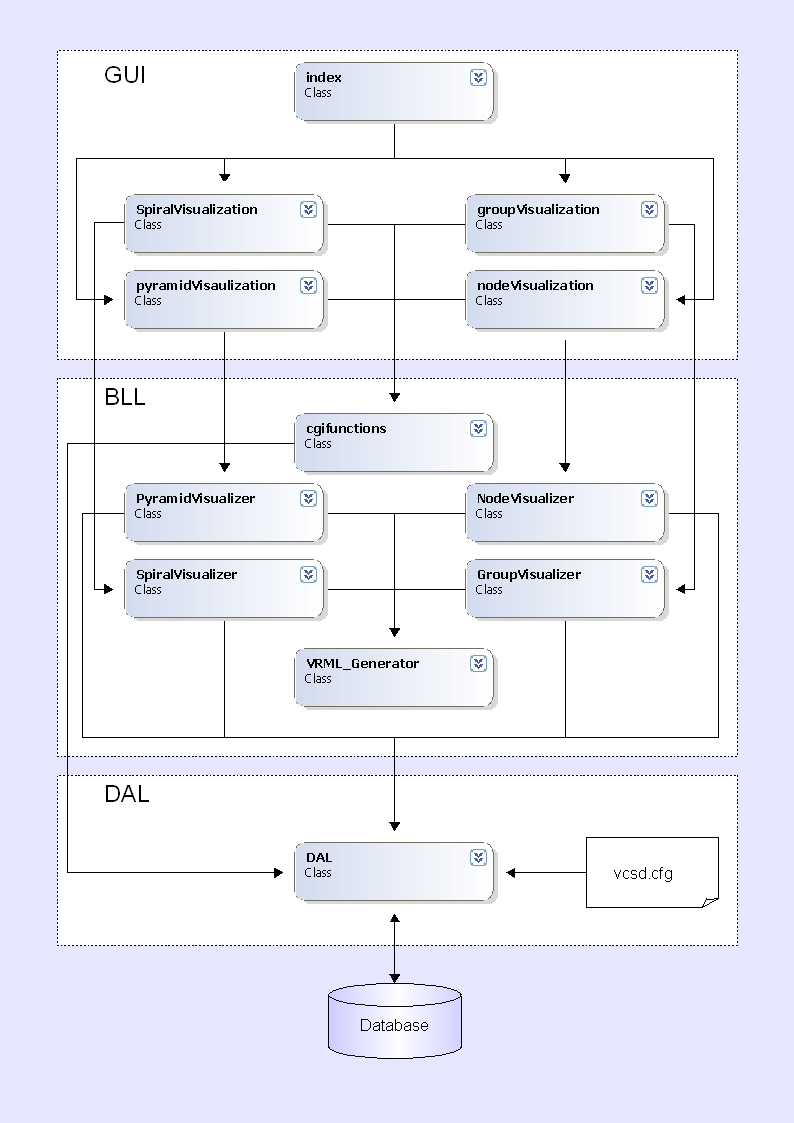 GUI
index
Class
SpiralVisualization
Class
groupVisualization
Class
pyramidVisaulization
Class
nodeVisualization
Class
BLL
cgifunctions
Class
PyramidVisualizer
Class
NodeVisualizer
Class
SpiralVisualizer
Class
GroupVisualizer
Class
VRML_Generator
Class
DAL
DAL
Class
vcsd.cfg
Database